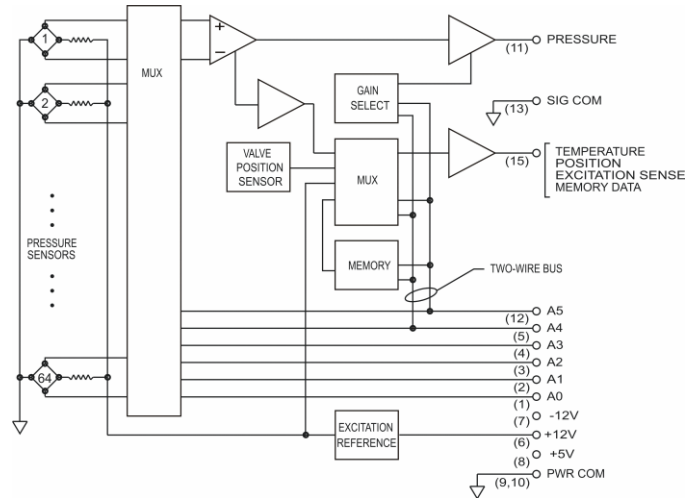 1
2
64
PRESSURE
SENSORS
MUX
+
−
VALVE
POSITION
SENSOR
GAIN
SELECT
MUX
MEMORY
EXCITATION
REFERENCE
TWO-WIRE BUS
(11) PRESSURE
(13) SIG COM
(15)
TEMPERATURE
POSITION
EXCITATION SENSE
MEMORY DATA
(12) A5
(5) A4
(4) A3
(3) A2
(2) A1
(1) A0
(7) -12V
(6) +12V
(8) +5V
(9,10) PWR COM